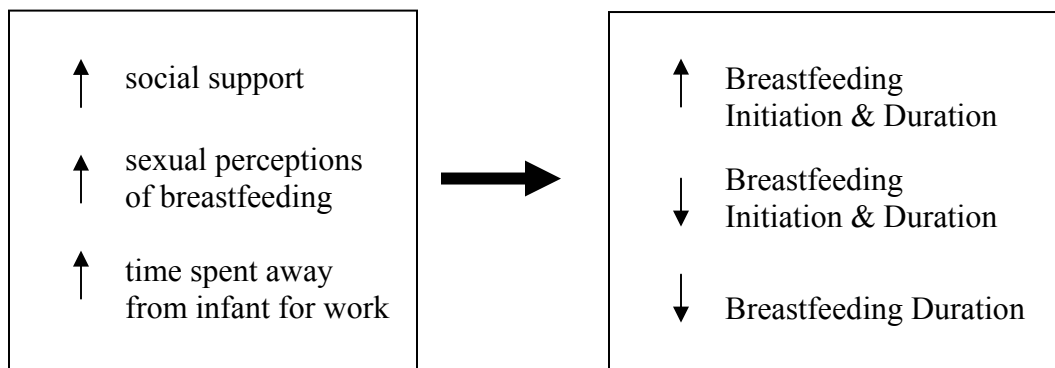 social support
sexual perceptions
of breastfeeding
time spent away
from infant for work
Breastfeeding
Initiation & Duration
Breastfeeding
Initiation & Duration
Breastfeeding Duration